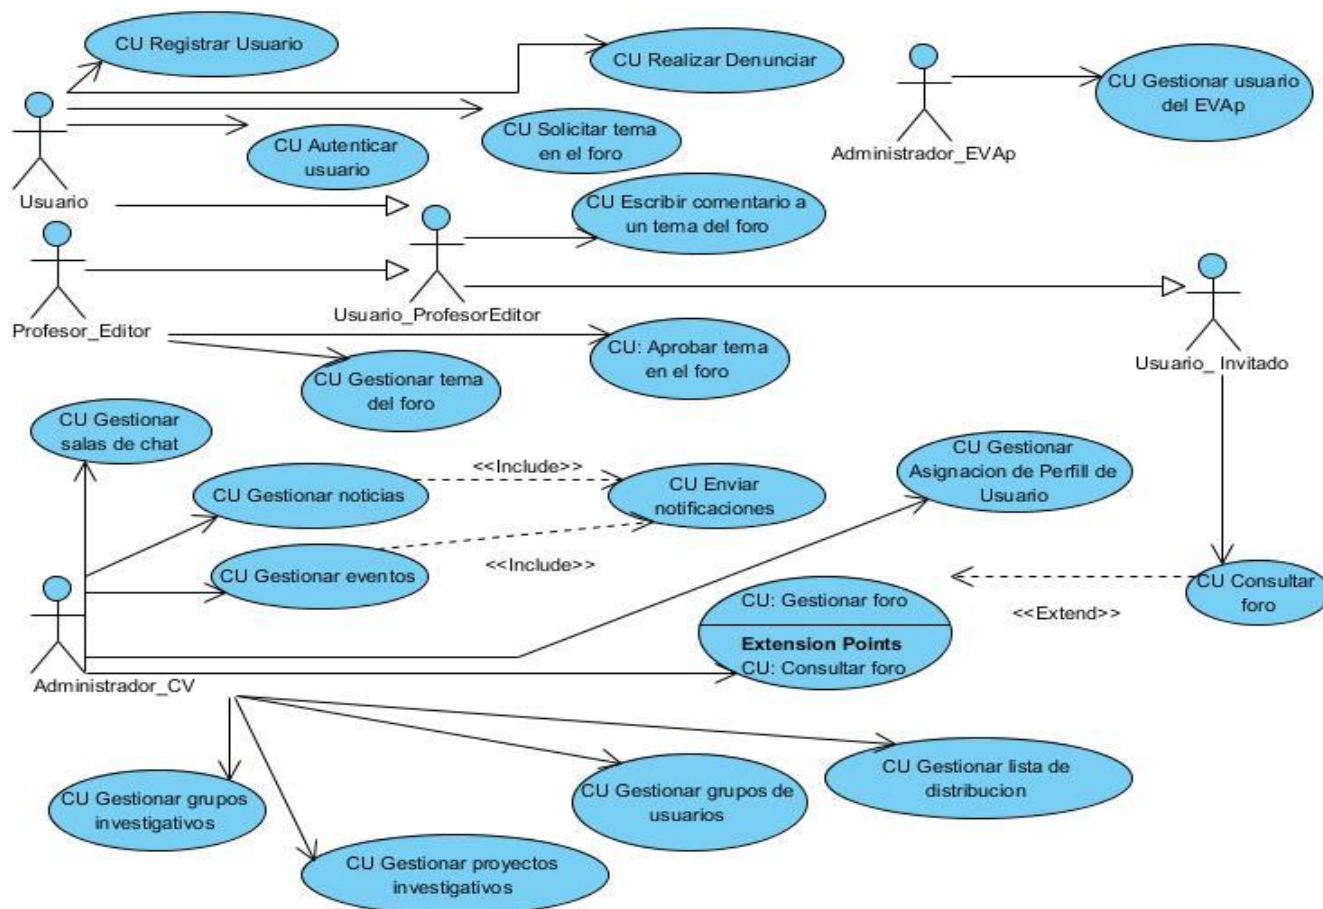 CU Registrar Usuario
CU Realizar Denunciar
CU Gestionar usuario
del EVAp
CU Solicitar tema
en el foro
CU Autenticar
usuario
Administrador_EVAp
Usuario
CU Escribir comentario a
un tema del foro
Profesor_Editor
Usuario_ProfesorEditor
CU: Aprobar tema
en el foro
Usuario_ Invitado
CU Gestionar tema
del foro
CU Gestionar
salas de chat
CU Gestionar
Asignacion de Perfill de
Usuario
<<Include>>
CU Gestionar noticias
CU Enviar
notificaciones
<<Include>>
CU Gestionar eventos
CU Consultar
foro
<<Extend>>
CU: Gestionar foro
Extension Points
CU: Consultar foro
Administrador_CV
CU Gestionar lista de
distribucion
CU Gestionar grupos
investigativos
CU Gestionar grupos de
usuarios
CU Gestionar proyectos
investigativos